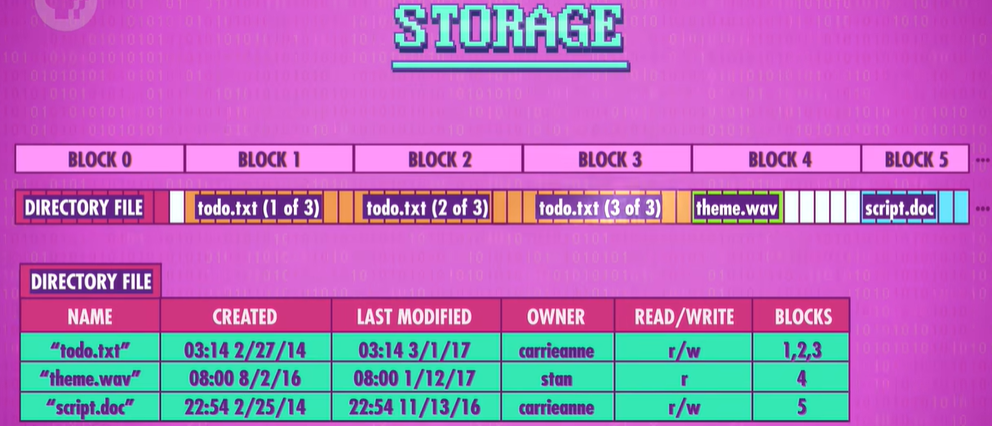 STORAGE
BLOCK 0 BLOCK 1 BLOCK 2 BLOCK 3 BLOCK 4 BLOCK 5 ...
DIRECTORY FILE todo.txt (1 of 3) todo.txt (2 of 3) todo.txt (3 of 3) theme.wav script.doc ...
DIRECTORY FILE
NAME CREATED LAST MODIFIED OWNER READ/WRITE BLOCKS
“todo.txt” 03:14 2/27/14 03:14 3/1/17 carrieanne r/w 1,2,3
“theme.wav” 08:00 8/2/16 08:00 1/12/17 stan r 4
“script.doc” 22:54 2/25/14 22:54 11/13/16 carrieanne r/w 5